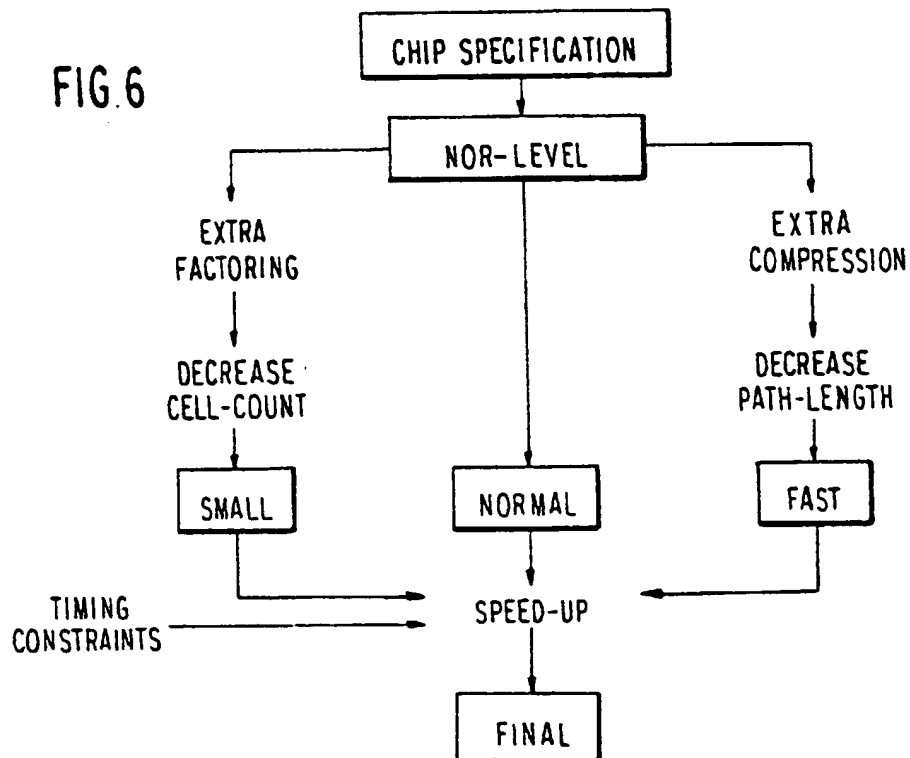 CHIP SPECIFICATION
FIG.6
NOR-LEVEL
EXTRA
FACTORING
EXTRA
COMPRESSION
DECREASE
CELL-COUNT
DECREASE
PATH-LENGTH
SMALL
NORMAL
FAST
TIMING
CONSTRAINTS
SPEED-UP
FINAL